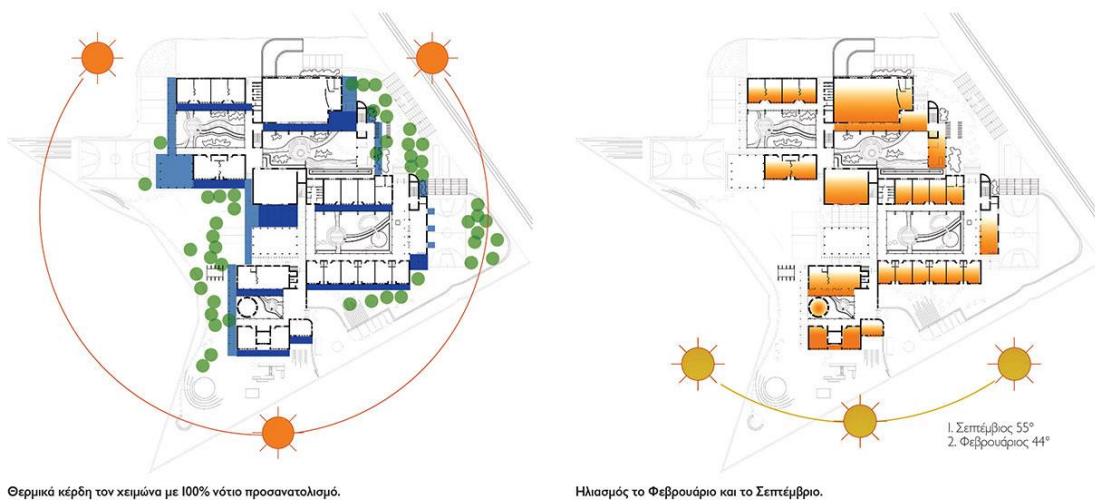 1. Σεπτέμβιος 55°
2. Φεβρουάριος 44°
Θερμικά κέρδη τον χειμώνα με 100% νότιο προσανατολισμό.
Ηλιασμός το Φεβρουάριο και το Σεπτέμβριο.